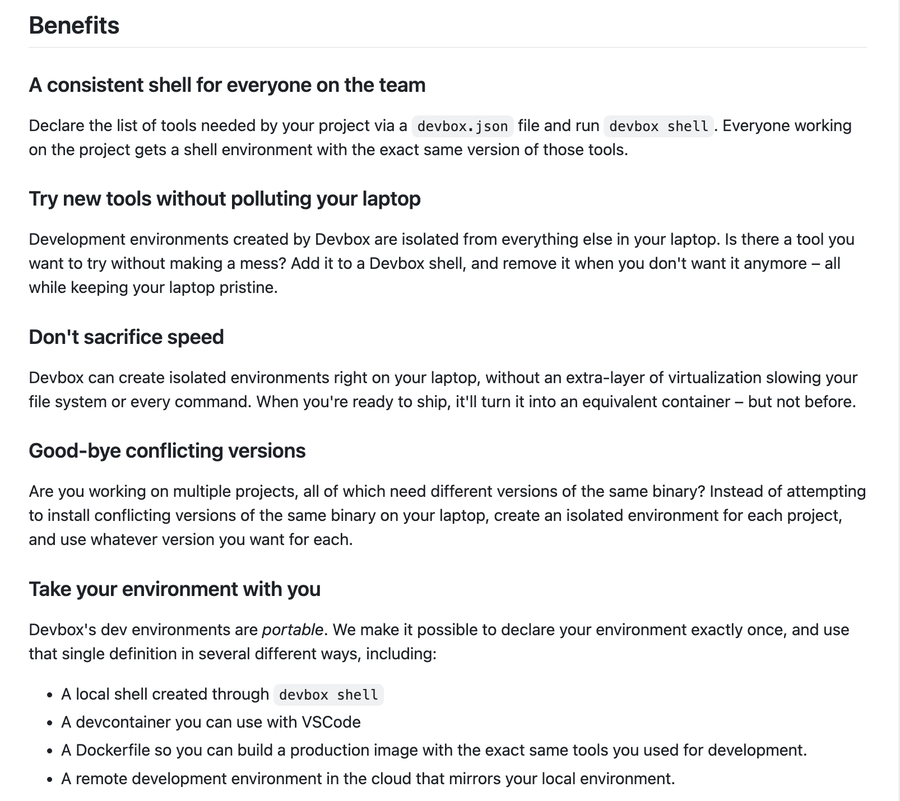 Benefits
A consistent shell for everyone on the team
Declare the list of tools needed by your project via a devbox.json file and run devbox shell. Everyone working
on the project gets a shell environment with the exact same version of those tools.
Try new tools without polluting your laptop
Development environments created by Devbox are isolated from everything else in your laptop. Is there a tool you
want to try without making a mess? Add it to a Devbox shell, and remove it when you don't want it anymore – all
while keeping your laptop pristine.
Don't sacrifice speed
Devbox can create isolated environments right on your laptop, without an extra-layer of virtualization slowing your
file system or every command. When you're ready to ship, it'll turn it into an equivalent container – but not before.
Good-bye conflicting versions
Are you working on multiple projects, all of which need different versions of the same binary? Instead of attempting
to install conflicting versions of the same binary on your laptop, create an isolated environment for each project,
and use whatever version you want for each.
Take your environment with you
Devbox's dev environments are portable. We make it possible to declare your environment exactly once, and use
that single definition in several different ways, including:
• A local shell created through devbox shell
• A devcontainer you can use with VSCode
• A Dockerfile so you can build a production image with the exact same tools you used for development.
• A remote development environment in the cloud that mirrors your local environment.